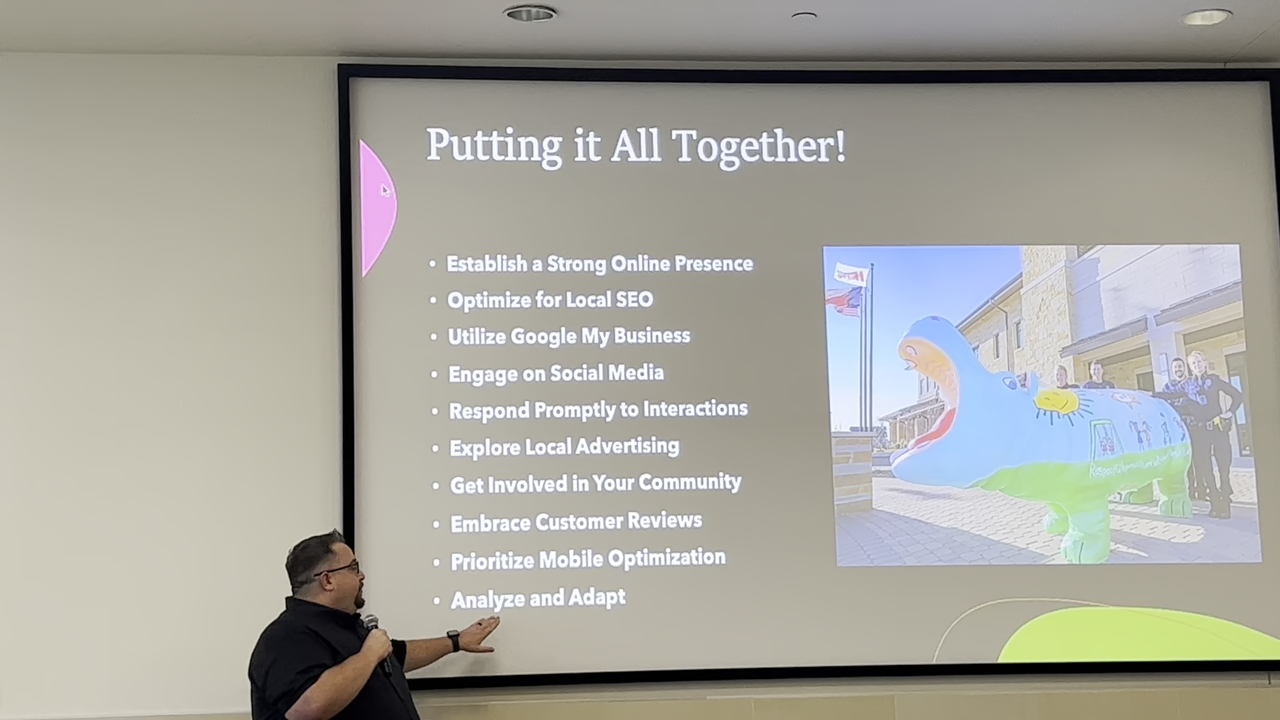 Putting it All Together!
• Establish a Strong Online Presence
• Optimize for Local SEO
• Utilize Google My Business
• Engage on Social Media
• Respond Promptly to Interactions
• Explore Local Advertising
• Get Involved in Your Community
• Embrace Customer Reviews
• Prioritize Mobile Optimization
• Analyze and Adapt